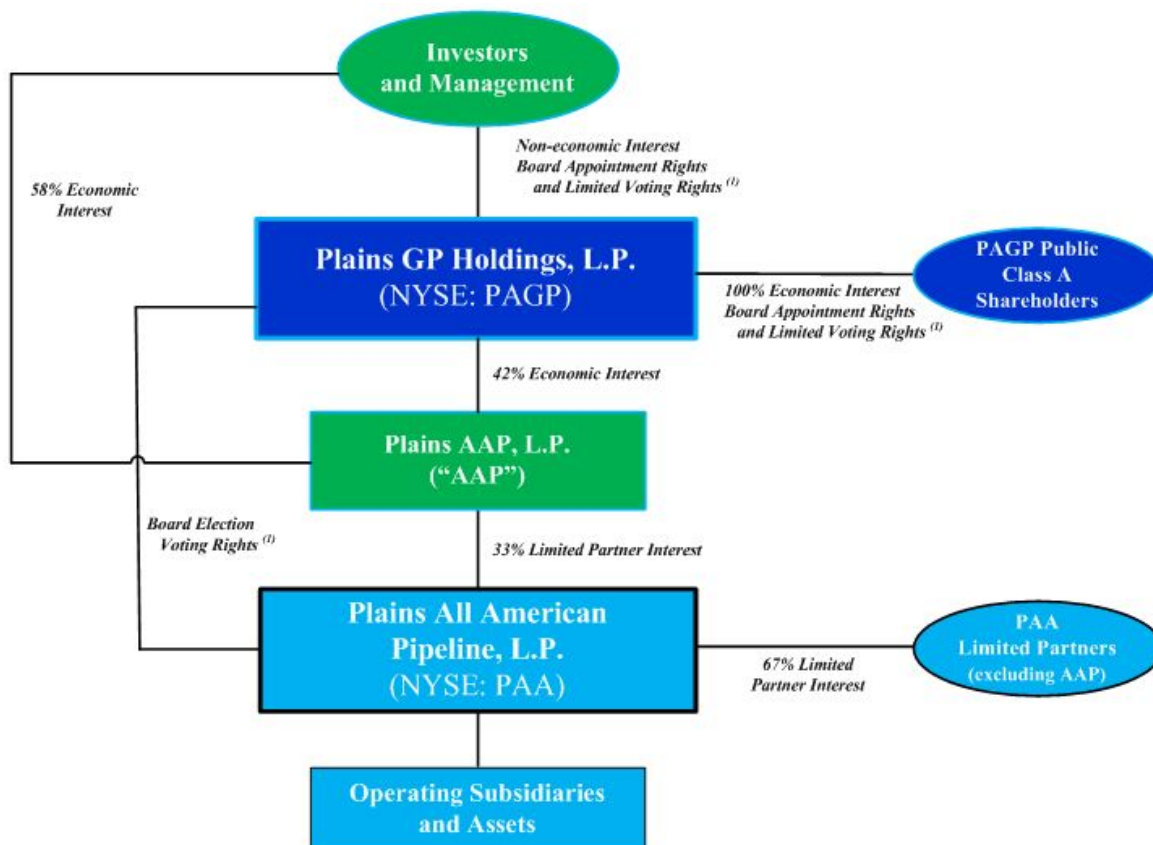 Investors
and Management
Non-economic Interest
Board Appointment Rights
and Limited Voting Rights (1)
58% Economic
Interest
Plains GP Holdings, L.P.
(NYSE: PAGP)
PAGP Public
Class A
Shareholders
100% Economic Interest
Board Appointment Rights
and Limited Voting Rights (1)
42% Economic Interest
Plains AAP, L.P.
(“AAP”)
Board Election
Voting Rights (1)
33% Limited Partner Interest
Plains All American
Pipeline, L.P.
(NYSE: PAA)
67% Limited
Partner Interest
PAA
Limited Partners
(excluding AAP)
Operating Subsidiaries
and Assets